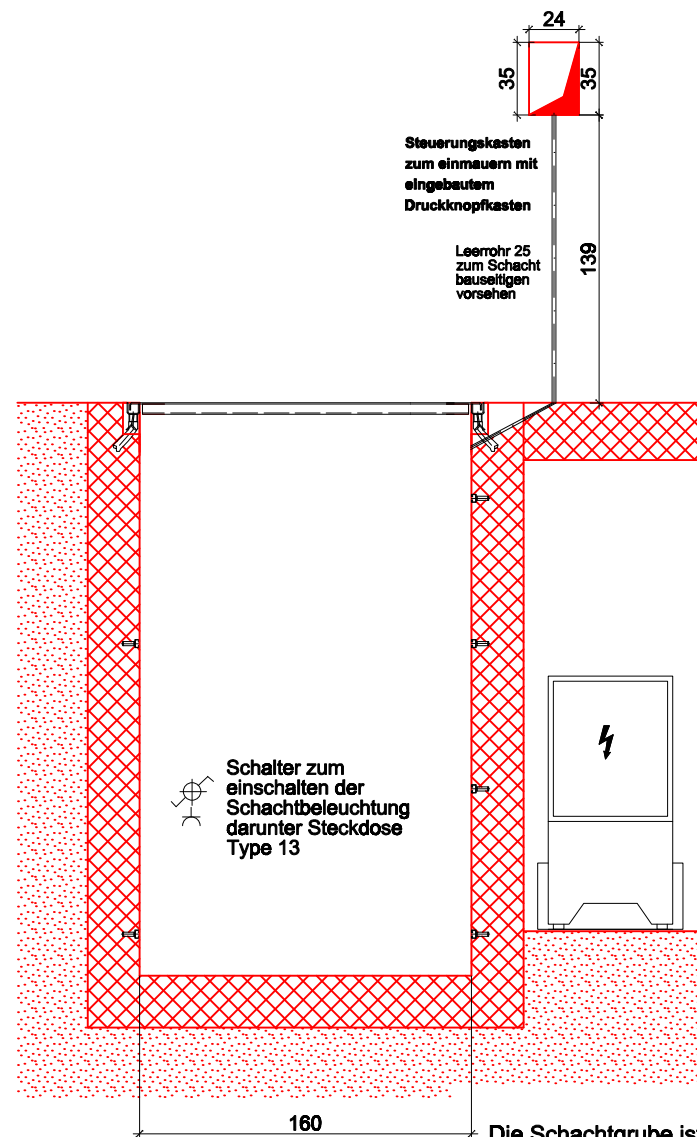 24
35
35
Steuerungskasten
zum einmauern mit
eingebautem
Druckknopfkasten
Leerrohr 25
zum Schacht
bauseitigen
vorsehen
139
Schalter zum
einschalten der
Schachtbeleuchtung
darunter Steckdose
Type 13
160
Die Schachtgrube is